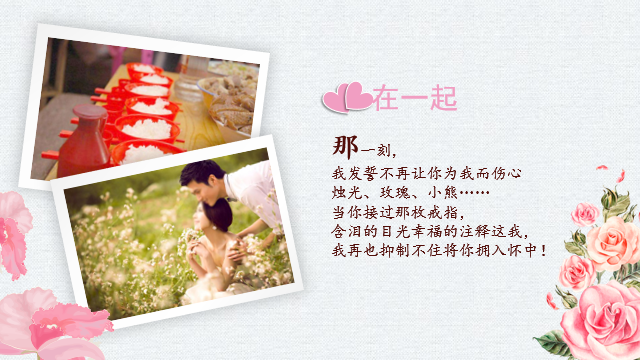 在一起
那一刻，
我发誓不再让你为我而伤心
烛光、玫瑰、小熊……
当你接过那枚戒指，
含泪的目光幸福的注释这我，
我再也抑制不住将你拥入怀中！